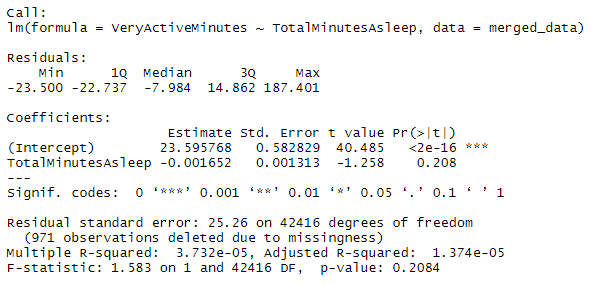 Call:
lm(formula = VeryActiveMinutes ~ TotalMinutesAsleep, data = merged_data)
Residuals:
Min 1Q Median 3Q Max
-23.500 -22.737 -7.984 14.862 187.401
Coefficients:
Estimate Std. Error t value Pr(>|t|)
(Intercept) 23.595768 0.582829 40.485 <2e-16 ***
TotalMinutesAsleep -0.001652 0.001313 -1.258 0.208
---
Signif. codes: 0 ‘***’ 0.001 ‘**’ 0.01 ‘*’ 0.05 ‘.’ 0.1 ‘ ’ 1
Residual standard error: 25.26 on 42416 degrees of freedom
(971 observations deleted due to missingness)
Multiple R-squared: 3.732e-05, Adjusted R-squared: 1.374e-05
F-statistic: 1.583 on 1 and 42416 DF, p-value: 0.2084